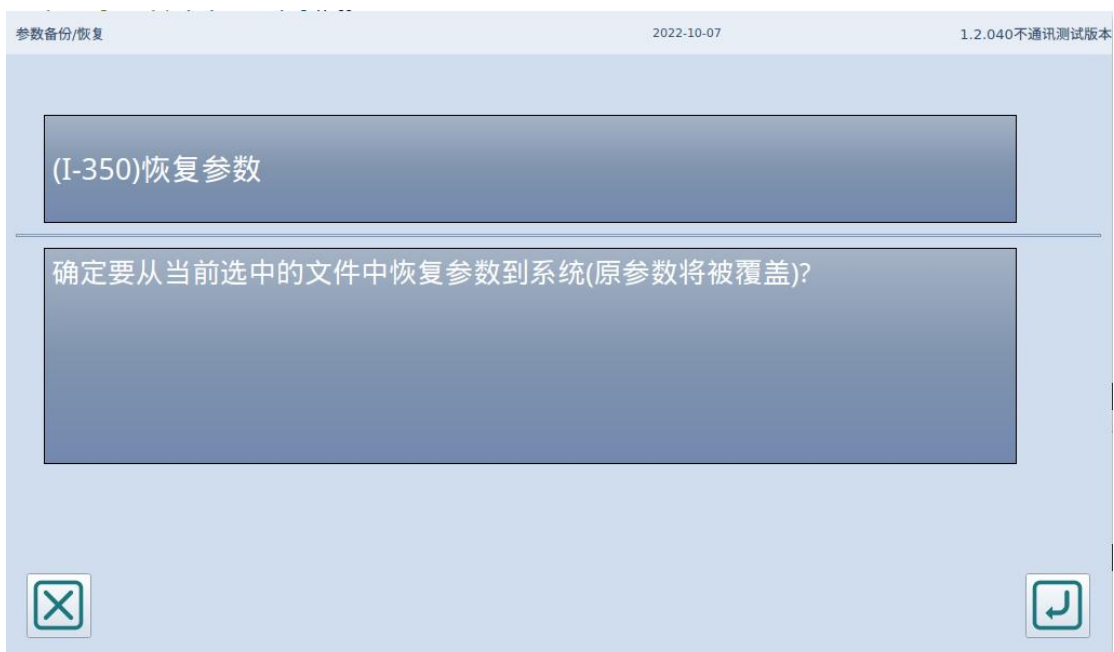 参数备份/恢复
2022-10-07
1.2.040不通讯测试版本
(I-350)恢复参数
确定要从当前选中的文件中恢复参数到系统(原参数将被覆盖)?